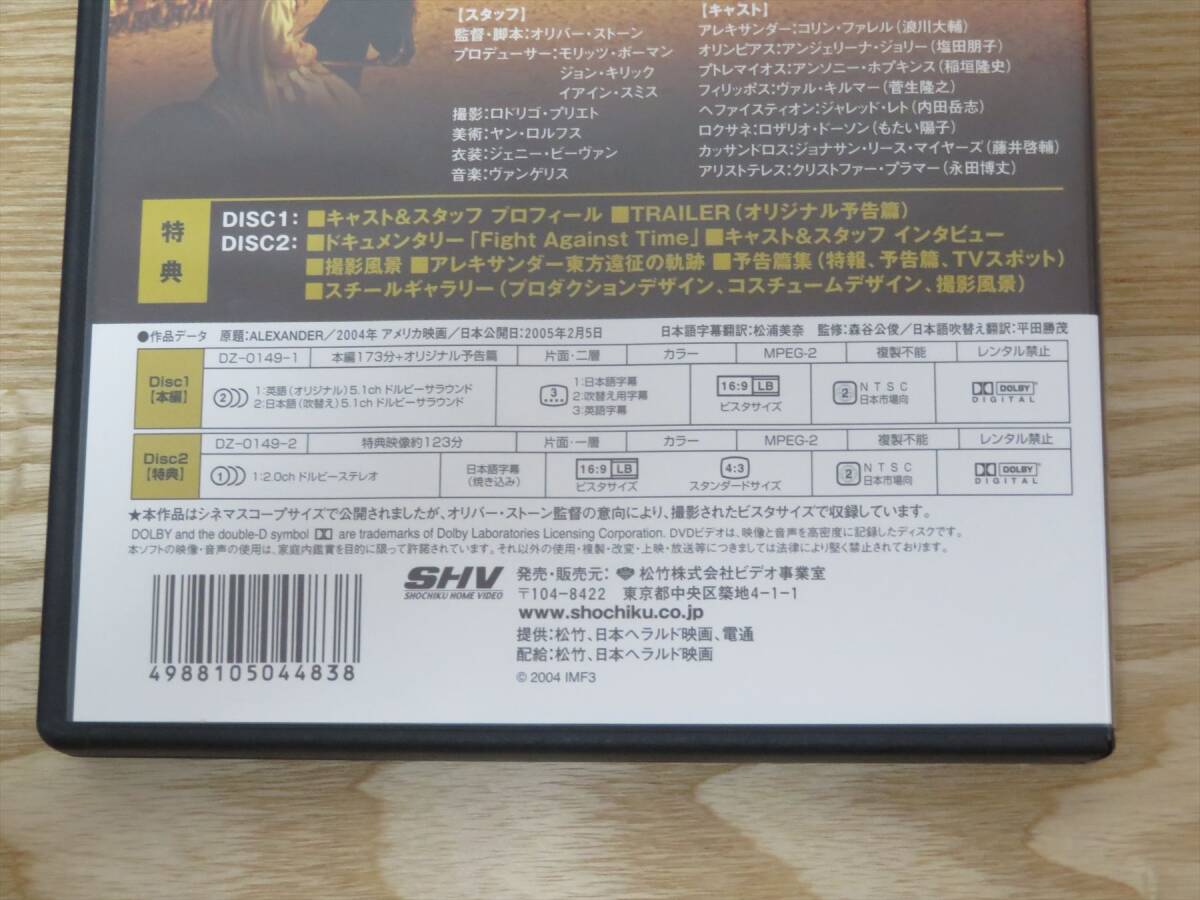 【スタッフ】
監督・脚本：オリバー・ストーン
プロデューサー：モリッツ・ボーマン
ジョン・キリック
イアイン・スミス
撮影：ロドリゴ・プリエト
美術：ヤン・ロルフス
衣装：ジェニー・ビーヴァン
音楽：ヴァンゲリス
【キャスト】
アレキサンダー：コリン・ファレル（浪川大輔）
オリンピアス：アンジェリーナ・ジョリー（塩田朋子）
プトレマイオス：アンソニー・ホプキンス（稲垣隆史）
フィリッポス：ヴァル・キルマー（菅生隆之）
ヘファイスティオン：ジャレッド・レト（内田岳志）
ロクサネ：ロザリオ・ドーソン（もたい陽子）
カッサンドロス：ジョナサン・リース・マイヤーズ（藤井啓輔）
アリストテレス：クリストファー・プラマー（永田博丈）
特典
DISC1：■キャスト&スタッフ プロフィール ■TRAILER（オリジナル予告篇）
DISC2：■ドキュメンタリー「Fight Against Time」■キャスト&スタッフ インタビュー
■撮影風景 ■アレキサンダー東方遠征の軌跡 ■予告篇集（特報、予告篇、TVスポット）
■スチールギャラリー（プロダクションデザイン、コスチュームデザイン、撮影風景）
●作品データ 原題：ALEXANDER／2004年 アメリカ映画／日本公開日：2005年2月5日 日本語字幕翻訳：松浦美奈 監修：森谷公俊／日本語吹替え翻訳：平田勝茂
Disc1【本編】
DZ-0149-1 本編173分+オリジナル予告篇 片面・二層 カラー MPEG-2 複製不能 レンタル禁止
2 1：英語（オリジナル）5.1ch ドルビーサラウンド
2：日本語（吹替え）5.1ch ドルビーサラウンド
3 1：日本語字幕
2：吹替え用字幕
3：英語字幕
16:9 LB
ビスタサイズ
2 NTSC
日本市場向
DOLBY
DIGITAL
Disc2【特典】
DZ-0149-2 特典映像約123分 片面・一層 カラー MPEG-2 複製不能 レンタル禁止
1 1：2.0ch ドルビーステレオ
日本語字幕
（焼き込み）
16:9 LB
ビスタサイズ
4:3
スタンダードサイズ
2 NTSC
日本市場向
DOLBY
DIGITAL
★本作品はシネマスコープサイズで公開されましたが、オリバー・ストーン監督の意向により、撮影されたビスタサイズで収録しています。
DOLBY and the double-D symbol are trademarks of Dolby Laboratories Licensing Corporation. DVDビデオは、映像と音声を高密度に記録したディスクです。
本ソフトの映像・音声の使用は、家庭内鑑賞を目的に限って許諾されています。それ以外の使用・複製・改変・上映・放送等につきましては法律により堅く禁止されております。
4988105044838
SHV
SHOCHIKU HOME VIDEO
発売・販売元： 松竹株式会社ビデオ事業室
〒104-8422 東京都中央区築地4-1-1
www.shochiku.co.jp
提供：松竹、日本ヘラルド映画、電通
配給：松竹、日本ヘラルド映画
© 2004 IMF3